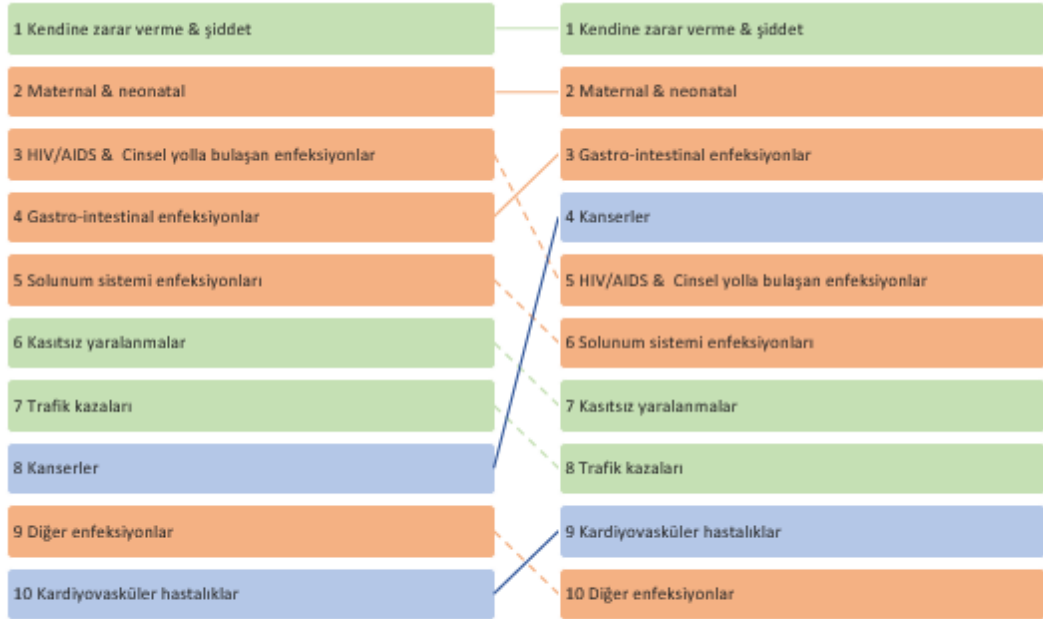 1 Kendine zarar verme & şiddet
2 Maternal & neonatal
3 HIV/AIDS &  Cinsel yolla bulaşan enfeksiyonlar
4 Gastro-intestinal enfeksiyonlar
5 Solunum sistemi enfeksiyonları
6 Kasıtsız yaralanmalar
7 Trafik kazaları
8 Kanserler
9 Diğer enfeksiyonlar
10 Kardiyovasküler hastalıklar
1 Kendine zarar verme & şiddet
2 Maternal & neonatal
3 Gastro-intestinal enfeksiyonlar
4 Kanserler
5 HIV/AIDS &  Cinsel yolla bulaşan enfeksiyonlar
6 Solunum sistemi enfeksiyonları
7 Kasıtsız yaralanmalar
8 Trafik kazaları
9 Kardiyovasküler hastalıklar
10 Diğer enfeksiyonlar